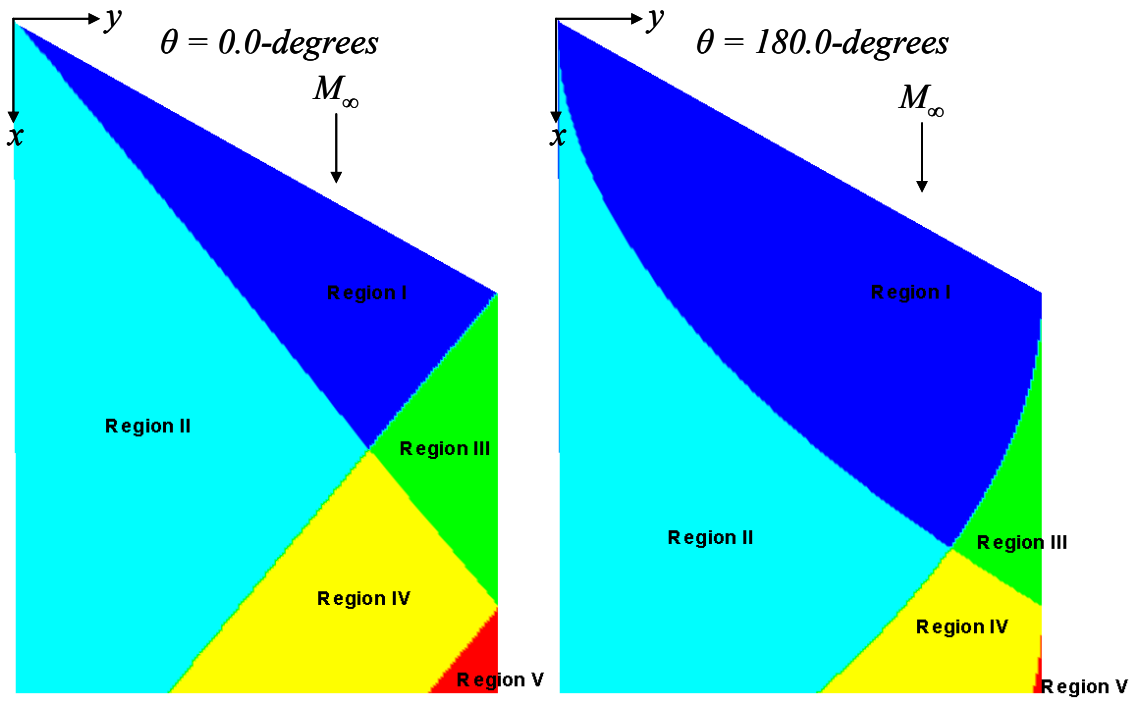 y
θ = 0.0-degrees
M∞
x
Region I
Region II
Region III
Region IV
Region V
y
θ = 180.0-degrees
M∞
x
Region I
Region II
Region III
Region IV
Region V